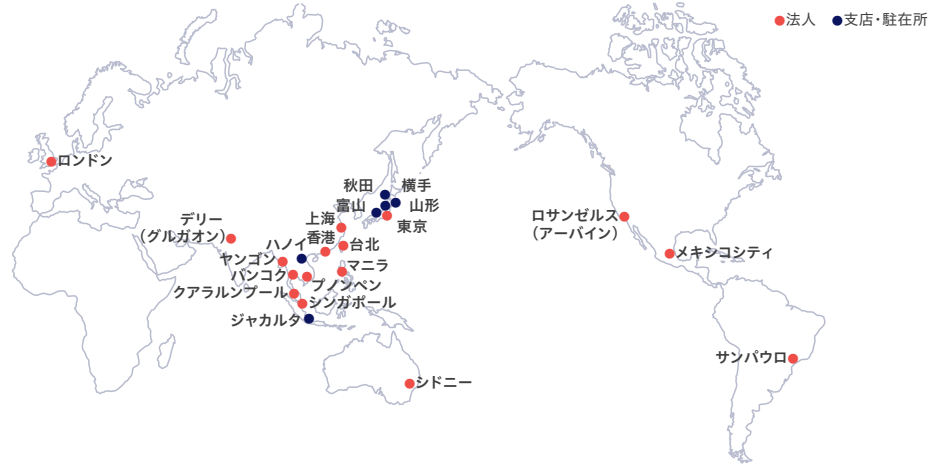 法人 支店・駐在所
ロンドン
秋田 横手
富山 山形
デリー
（グルガオン）
上海
東京
ロサンゼルス
（アーバイン）
ハノイ 香港 台北
ヤンゴン
メキシコシティ
バンコク
マニラ
プノンペン
クアラルンプール
シンガポール
ジャカルタ
サンパウロ
シドニー